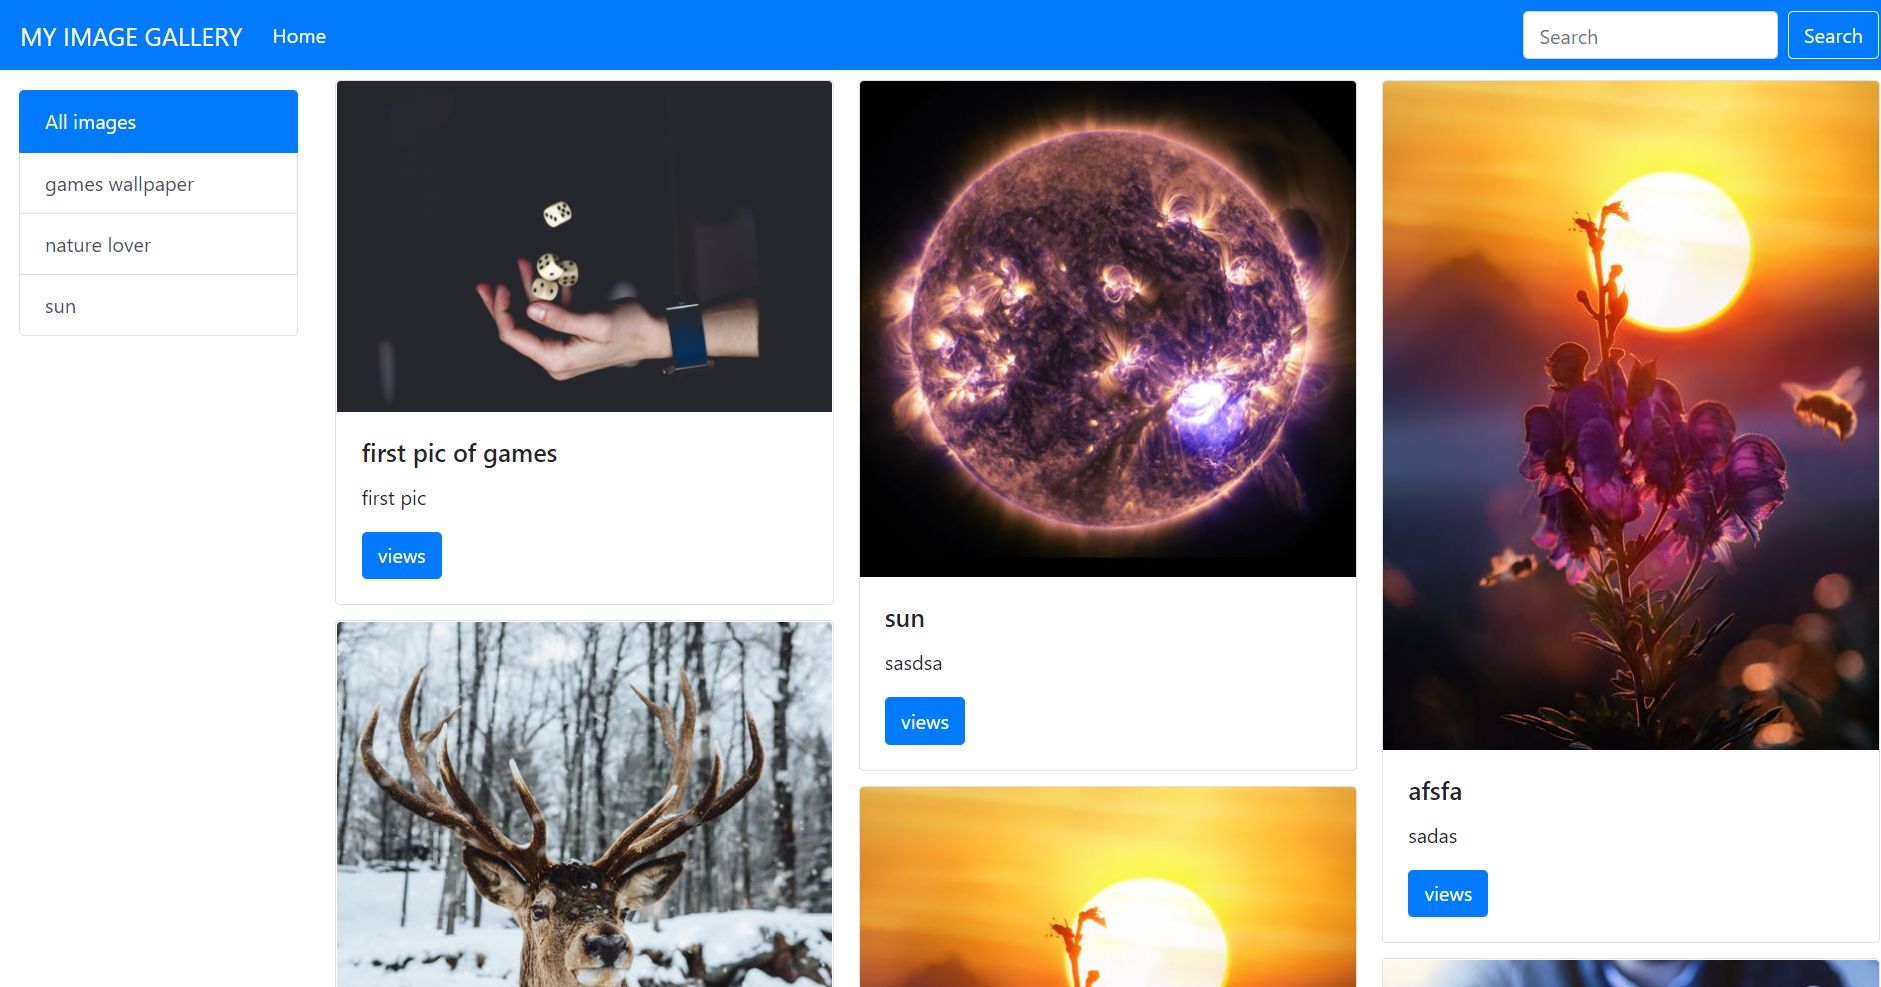 MY IMAGE GALLERY
Home
Search
Search
All images
games wallpaper
nature lover
sun
first pic of games
first pic
views
sun
sasdsa
views
afsfa
sadas
views